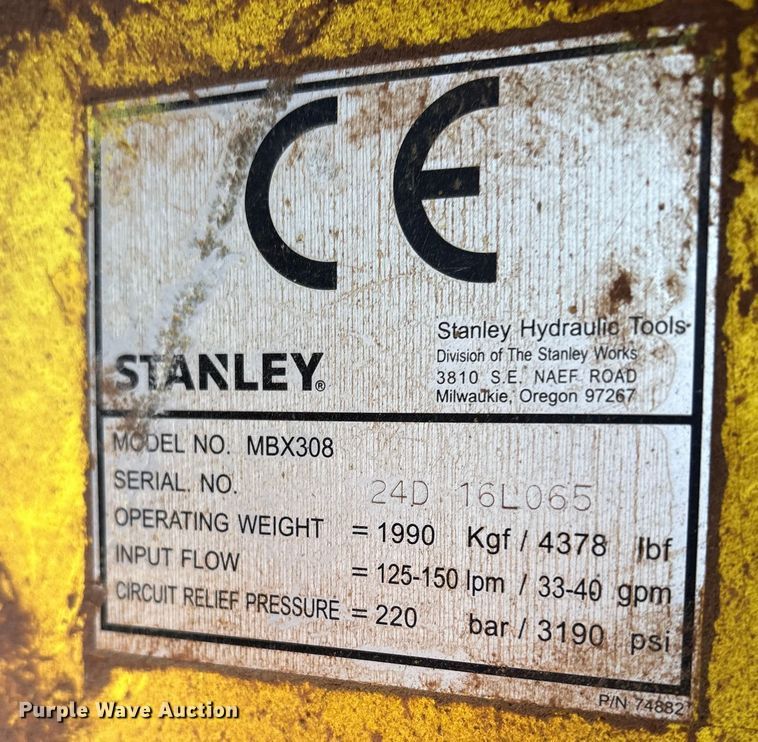 CE
STANLEY®
Stanley Hydraulic Tools
Division of The Stanley Works
3810 S.E. NAEF ROAD
Milwaukie, Oregon 97267
MODEL NO. MBX308
SERIAL. NO. 24D 16L065
OPERATING WEIGHT = 1990 Kgf / 4378 lbf
INPUT FLOW = 125-150 lpm / 33-40 gpm
CIRCUIT RELIEF PRESSURE = 220 bar / 3190 psi
P/N 74882
Purple Wave Auction